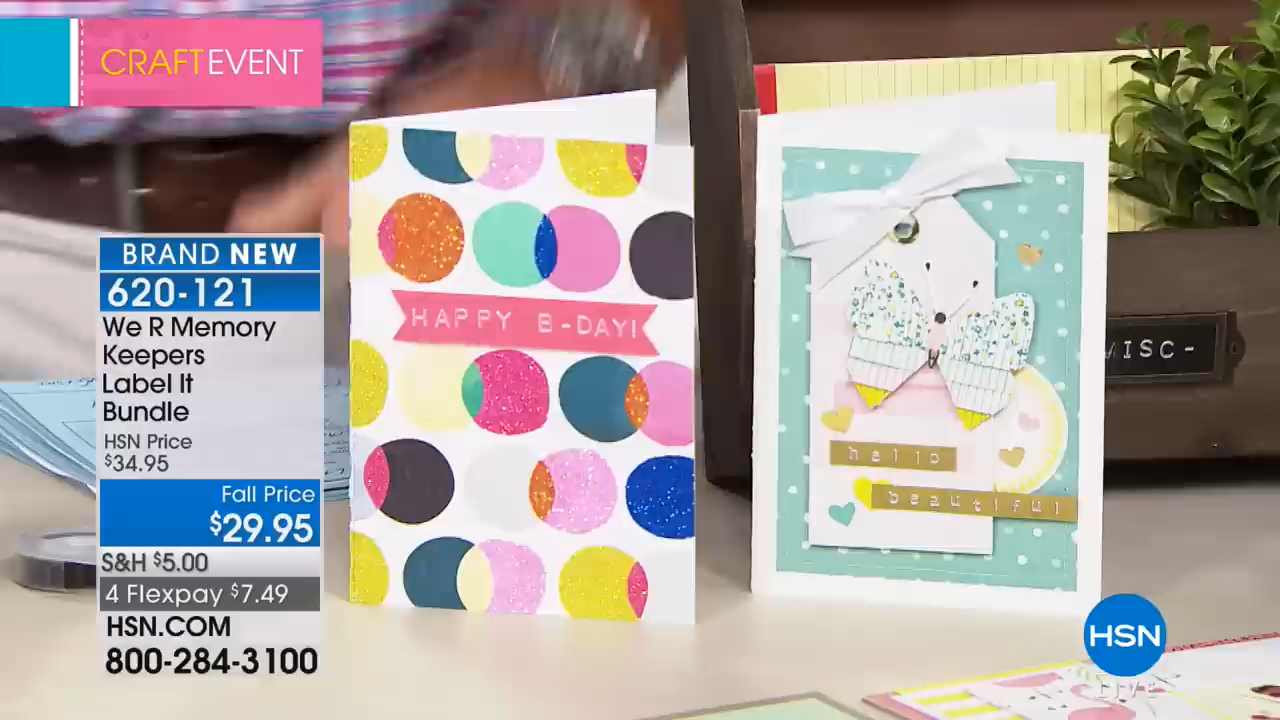 CRAFT EVENT
BRAND NEW
620-121
We R Memory
Keepers
Label It
Bundle
HSN Price
$34.95
Fall Price
$29.95
S&H $5.00
4 Flexpay $7.49
HSN.COM
800-284-3100
HAPPY B-DAY!
hello
beautiful
MISC-
HSN
LIVE